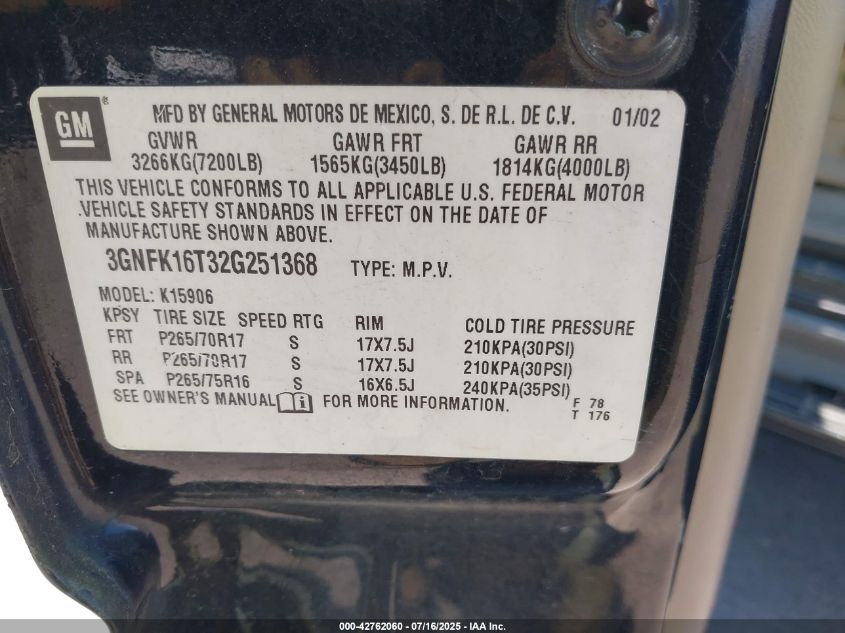 GM
MFD BY GENERAL MOTORS DE MEXICO, S. DE R.L. DE C.V. 01/02
GVWR GAWR FRT GAWR RR
3266KG(7200LB) 1565KG(3450LB) 1814KG(4000LB)
THIS VEHICLE CONFORMS TO ALL APPLICABLE U.S. FEDERAL MOTOR
VEHICLE SAFETY STANDARDS IN EFFECT ON THE DATE OF
MANUFACTURE SHOWN ABOVE.
3GNFK16T32G251368 TYPE: M.P.V.
MODEL: K15906
KPSY TIRE SIZE SPEED RTG RIM COLD TIRE PRESSURE
FRT P265/70R17 S 17X7.5J 210KPA(30PSI)
RR P265/70R17 S 17X7.5J 210KPA(30PSI)
SPA P265/75R16 S 16X6.5J 240KPA(35PSI)
SEE OWNER'S MANUAL FOR MORE INFORMATION. F 78
T 176
000-42762060 - 07/16/2025 - IAA Inc.